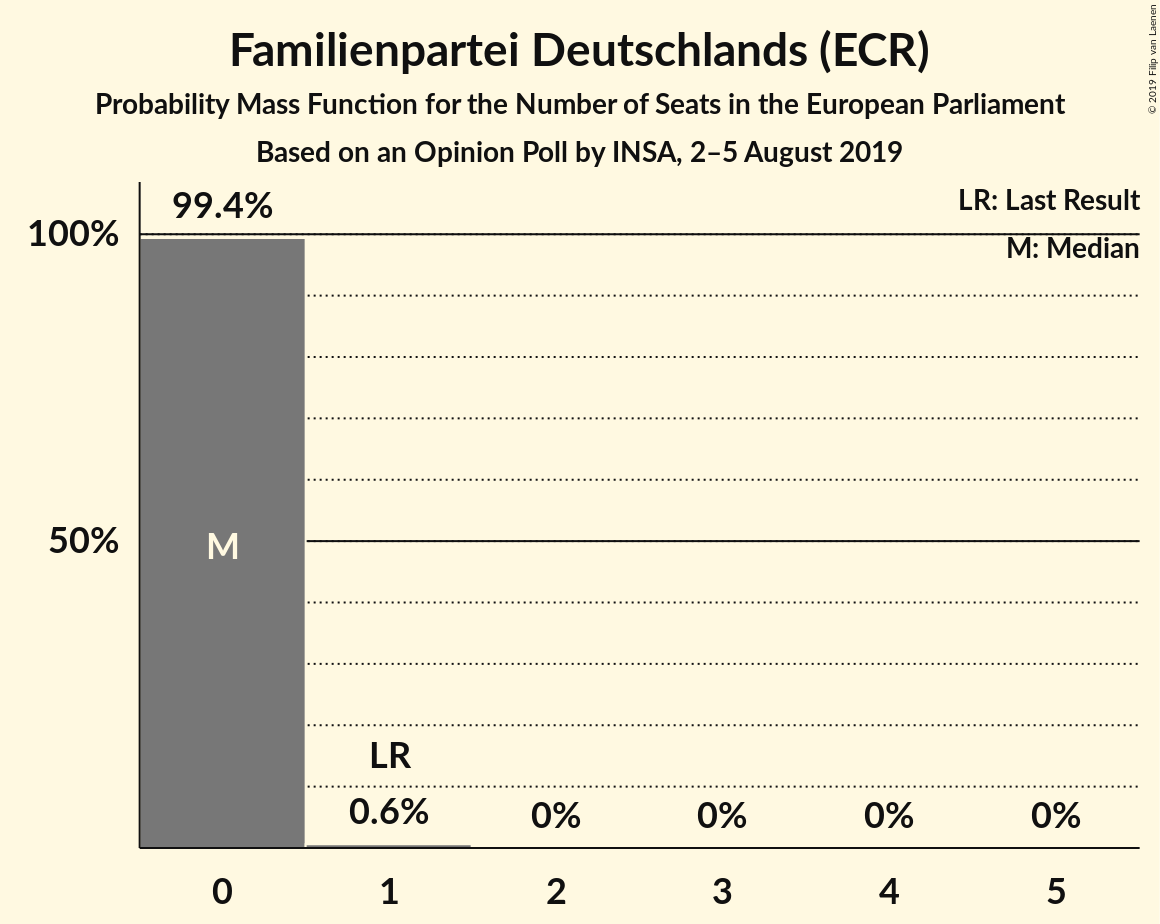 Familienpartei Deutschlands (ECR)
Probability Mass Function for the Number of Seats in the European Parliament
Based on an Opinion Poll by INSA, 2–5 August 2019
© 2019 Filip van Laenen
LR: Last Result
M: Median
99.4%
100%
50%
M
LR
0.6%
0%
0%
0%
0%
0 1 2 3 4 5